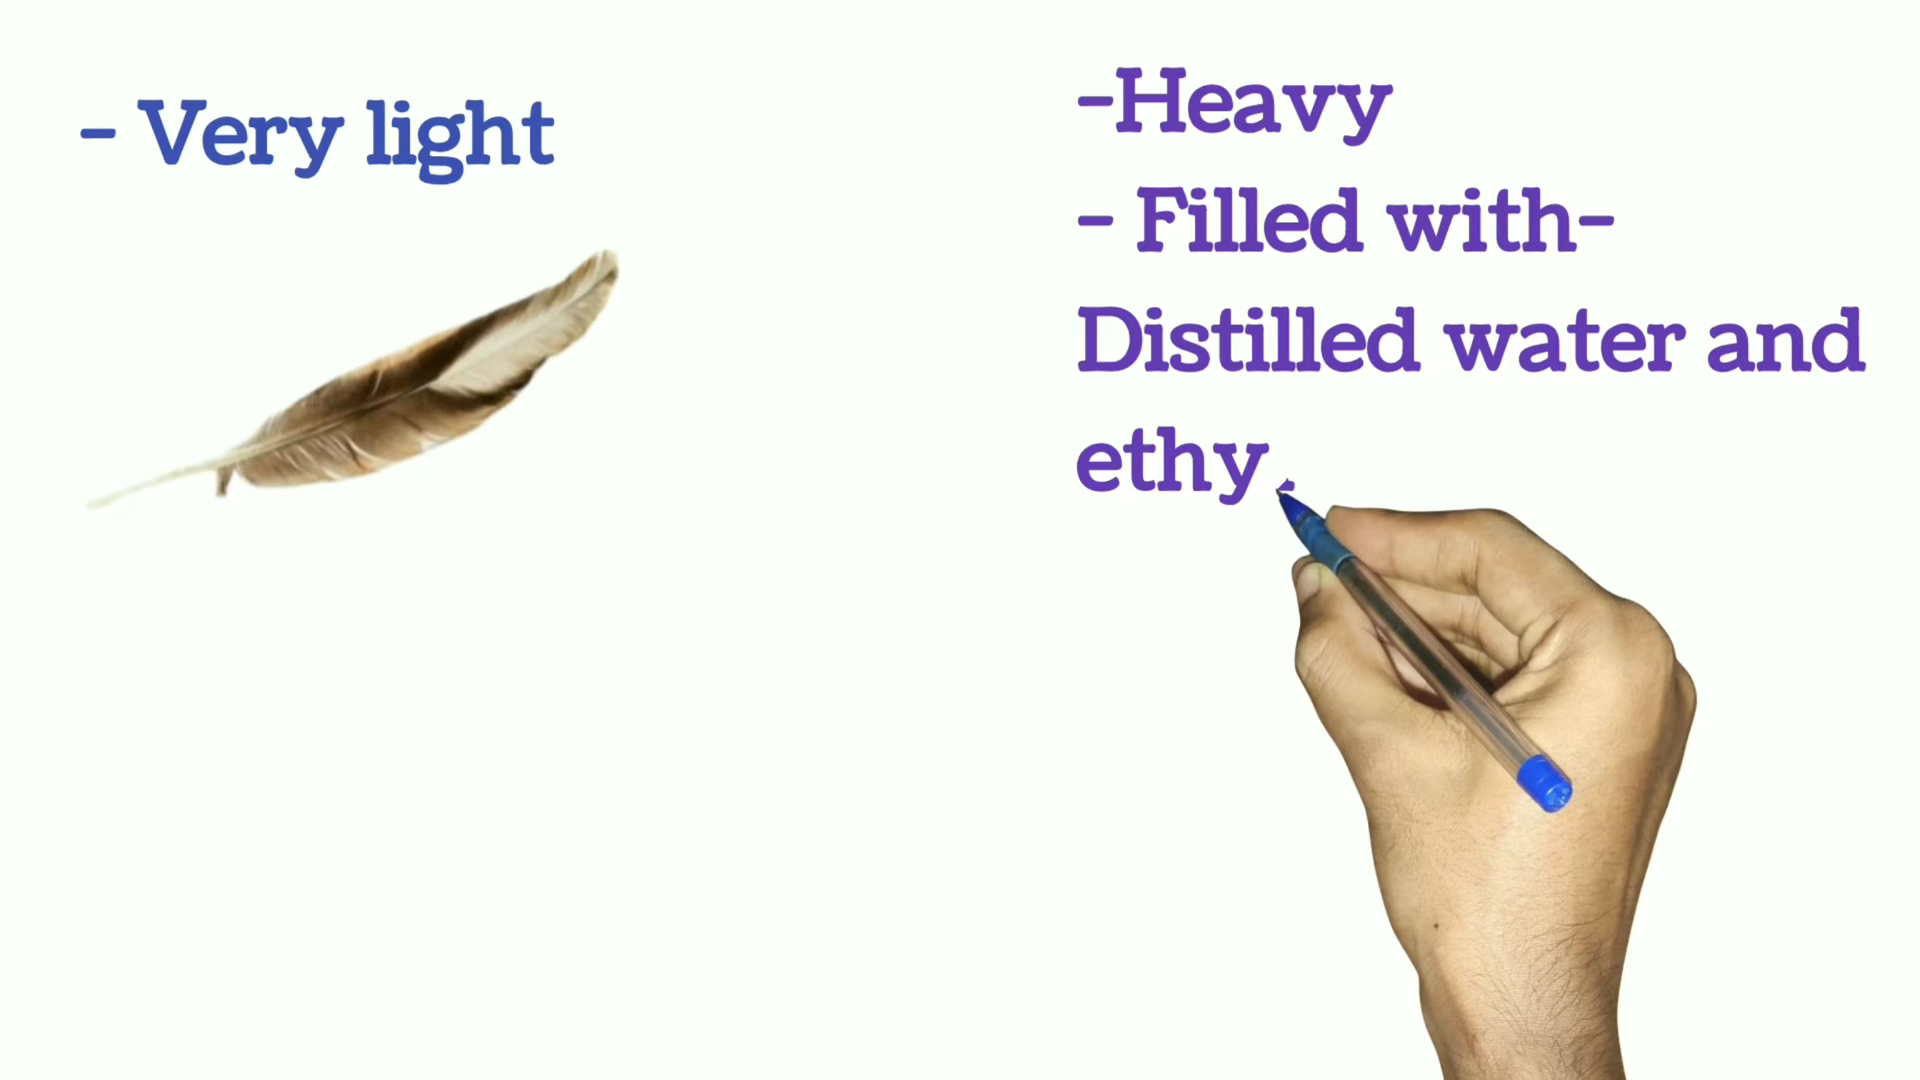 - Very light
-Heavy
- Filled with-
Distilled water and
ethy